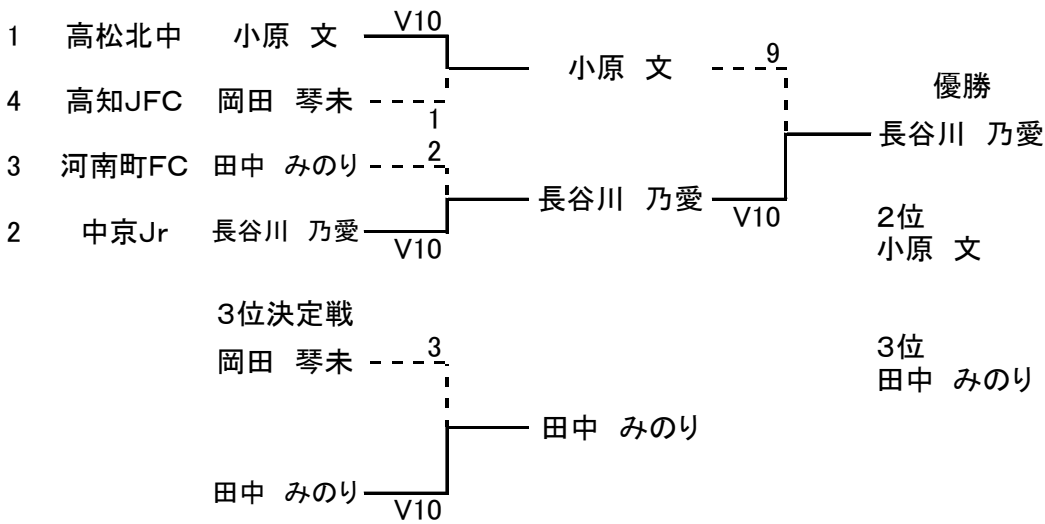 1 高松北中 小原 文 V10
小原 文 9
4 高知JFC 岡田 琴未 1
優勝
長谷川 乃愛
3 河南町FC 田中 みのり 2
長谷川 乃愛 V10
2 中京Jr 長谷川 乃愛 V10
2位
小原 文
3位決定戦
岡田 琴未 3
3位
田中 みのり
田中 みのり
田中 みのり V10